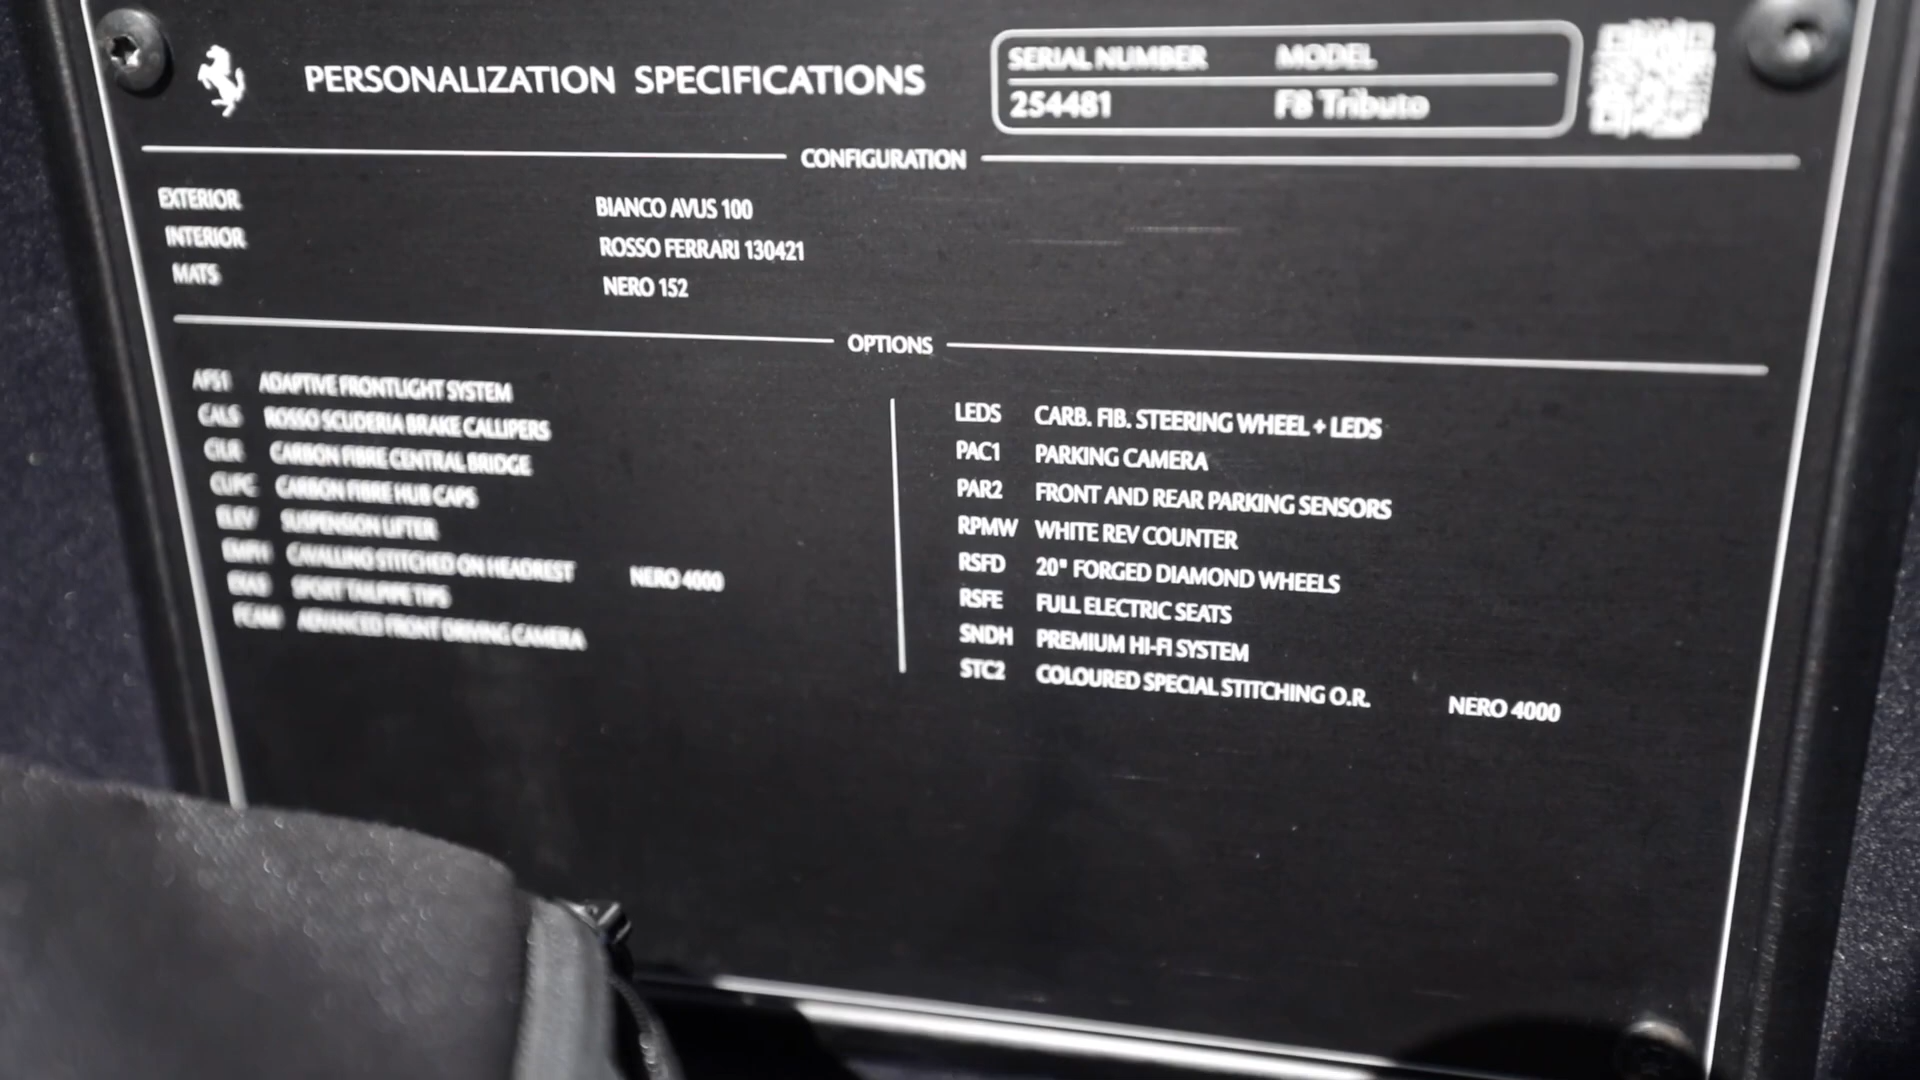 PERSONALIZATION SPECIFICATIONS
SERIAL NUMBER MODEL
254481 F8 Tributo
CONFIGURATION
EXTERIOR BIANCO AVUS 100
INTERIOR ROSSO FERRARI 130421
MATS NERO 152
OPTIONS
AFS1 ADAPTIVE FRONTLIGHT SYSTEM
CALS ROSSO SCUDERIA BRAKE CALLIPERS
CILR CARBON FIBRE CENTRAL BRIDGE
CUPC CARBON FIBRE HUB CAPS
ELEV SUSPENSION LIFTER
EMPH CAVALLINO STITCHED ON HEADREST NERO 4000
EXAS SPORT TAILPIPE TIPS
FCAM ADVANCED FRONT DRIVING CAMERA
LEDS CARB. FIB. STEERING WHEEL + LEDS
PAC1 PARKING CAMERA
PAR2 FRONT AND REAR PARKING SENSORS
RPMW WHITE REV COUNTER
RSFD 20" FORGED DIAMOND WHEELS
RSFE FULL ELECTRIC SEATS
SNDH PREMIUM HI-FI SYSTEM
STC2 COLOURED SPECIAL STITCHING O.R. NERO 4000